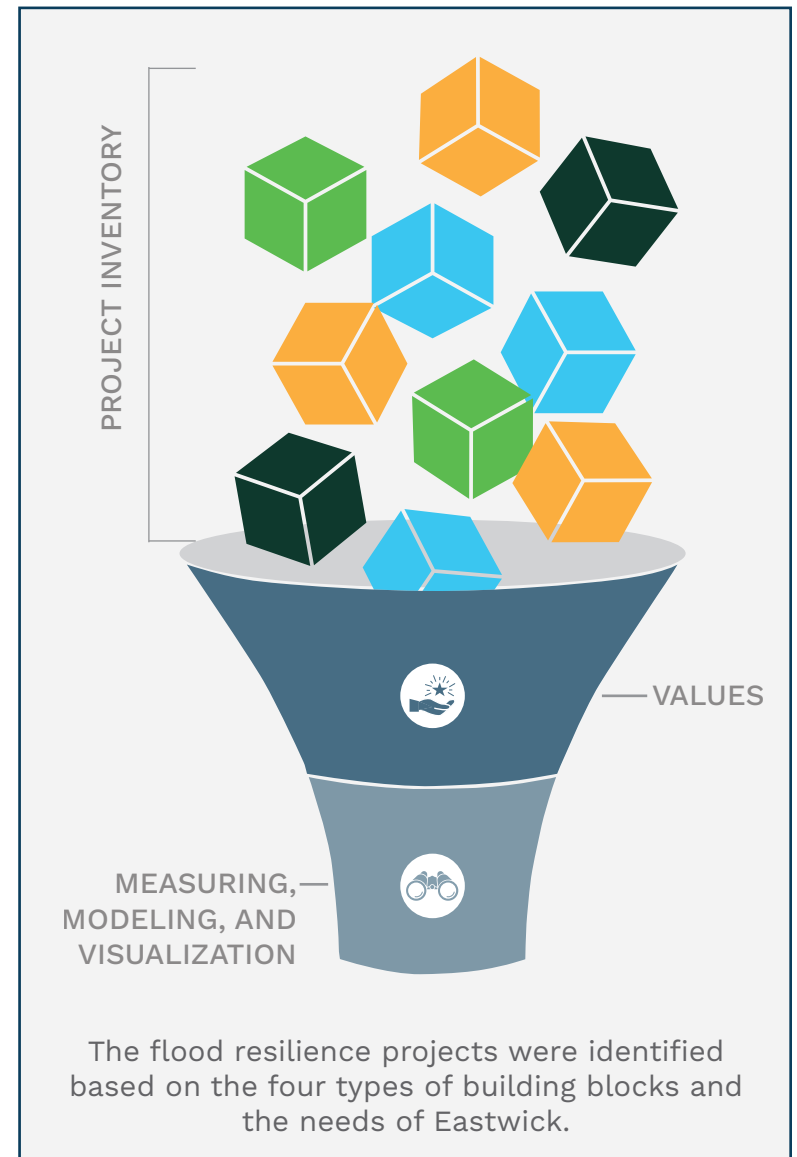 PROJECT INVENTORY
VALUES
MEASURING,
MODELING, AND
VISUALIZATION
The flood resilience projects were identified
based on the four types of building blocks and
the needs of Eastwick.